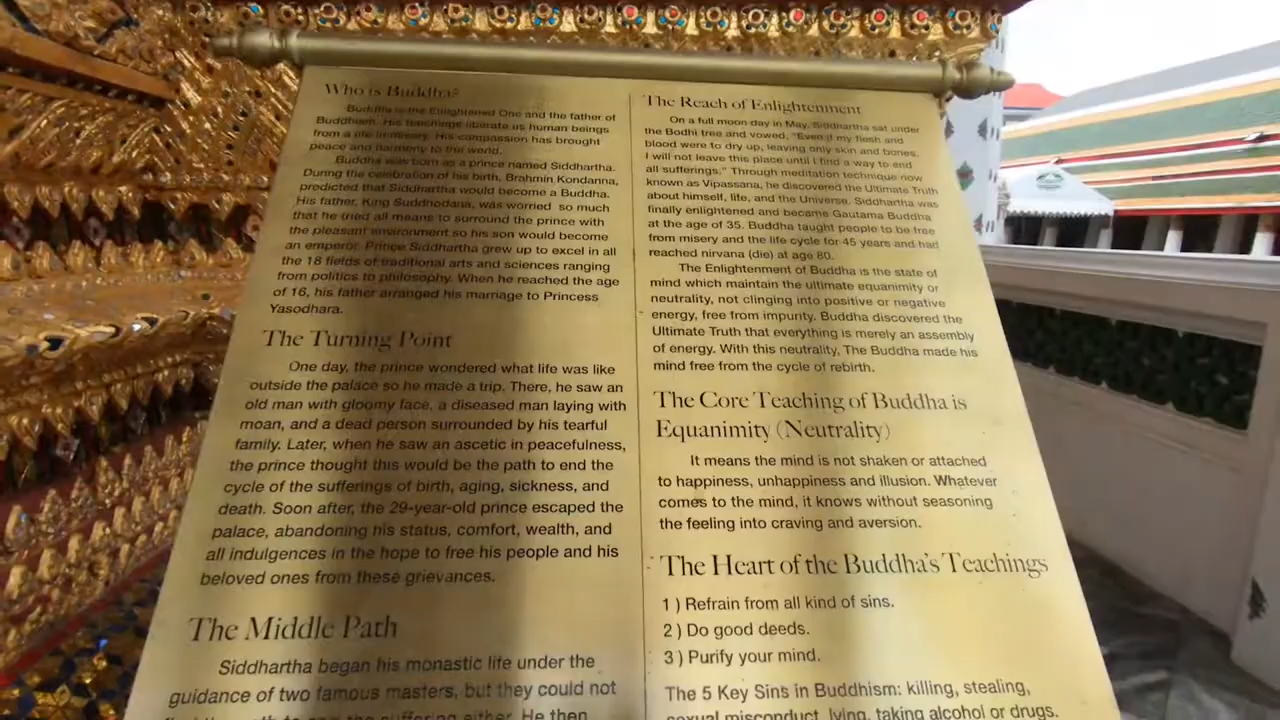 Who is Buddha?
Buddha is the Enlightened One and the father of
Buddhism. His teachings liberate us human beings
from a life in misery. His compassion has brought
peace and harmony to the world.
Buddha was born as a prince named Siddhartha.
During the celebration of his birth, Brahmin Kondanna,
predicted that Siddhartha would become a Buddha.
His father, King Suddhodana, was worried so much
that he tried all means to surround the prince with
the pleasant environment so his son would become
an emperor. Prince Siddhartha grew up to excel in all
the 18 fields of traditional arts and sciences ranging
from politics to philosophy. When he reached the age
of 16, his father arranged his marriage to Princess
Yasodhara.
The Turning Point
One day, the prince wondered what life was like
outside the palace so he made a trip. There, he saw an
old man with gloomy face, a diseased man laying with
moan, and a dead person surrounded by his tearful
family. Later, when he saw an ascetic in peacefulness,
the prince thought this would be the path to end the
cycle of the sufferings of birth, aging, sickness, and
death. Soon after, the 29-year-old prince escaped the
palace, abandoning his status, comfort, wealth, and
all indulgences in the hope to free his people and his
beloved ones from these grievances.
The Middle Path
Siddhartha began his monastic life under the
guidance of two famous masters, but they could not
suffering either. He then
The Reach of Enlightenment
On a full moon day in May, Siddhartha sat under
the Bodhi tree and vowed, "Even if my flesh and
blood were to dry up, leaving only skin and bones,
I will not leave this place until I find a way to end
all sufferings." Through meditation technique now
known as Vipassana, he discovered the Ultimate Truth
about himself, life, and the Universe. Siddhartha was
finally enlightened and became Gautama Buddha
at the age of 35. Buddha taught people to be free
from misery and the life cycle for 45 years and had
reached nirvana (die) at age 80.
The Enlightenment of Buddha is the state of
mind which maintain the ultimate equanimity or
neutrality, not clinging into positive or negative
energy, free from impurity. Buddha discovered the
Ultimate Truth that everything is merely an assembly
of energy. With this neutrality, The Buddha made his
mind free from the cycle of rebirth.
The Core Teaching of Buddha is
Equanimity (Neutrality)
It means the mind is not shaken or attached
to happiness, unhappiness and illusion. Whatever
comes to the mind, it knows without seasoning
the feeling into craving and aversion.
The Heart of the Buddha's Teachings
1 ) Refrain from all kind of sins.
2 ) Do good deeds.
3 ) Purify your mind.
The 5 Key Sins in Buddhism: killing, stealing,
sexual misconduct, lying, taking alcohol or drugs.